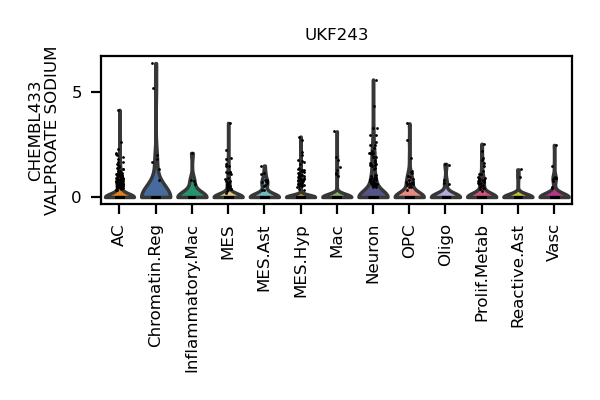 UKF243
CHEMBL433
VALPROATE SODIUM
5
0
AC
Chromatin.Reg
Inflammatory.Mac
MES
MES.Ast
MES.Hyp
Mac
Neuron
OPC
Oligo
Prolif.Metab
Reactive.Ast
Vasc